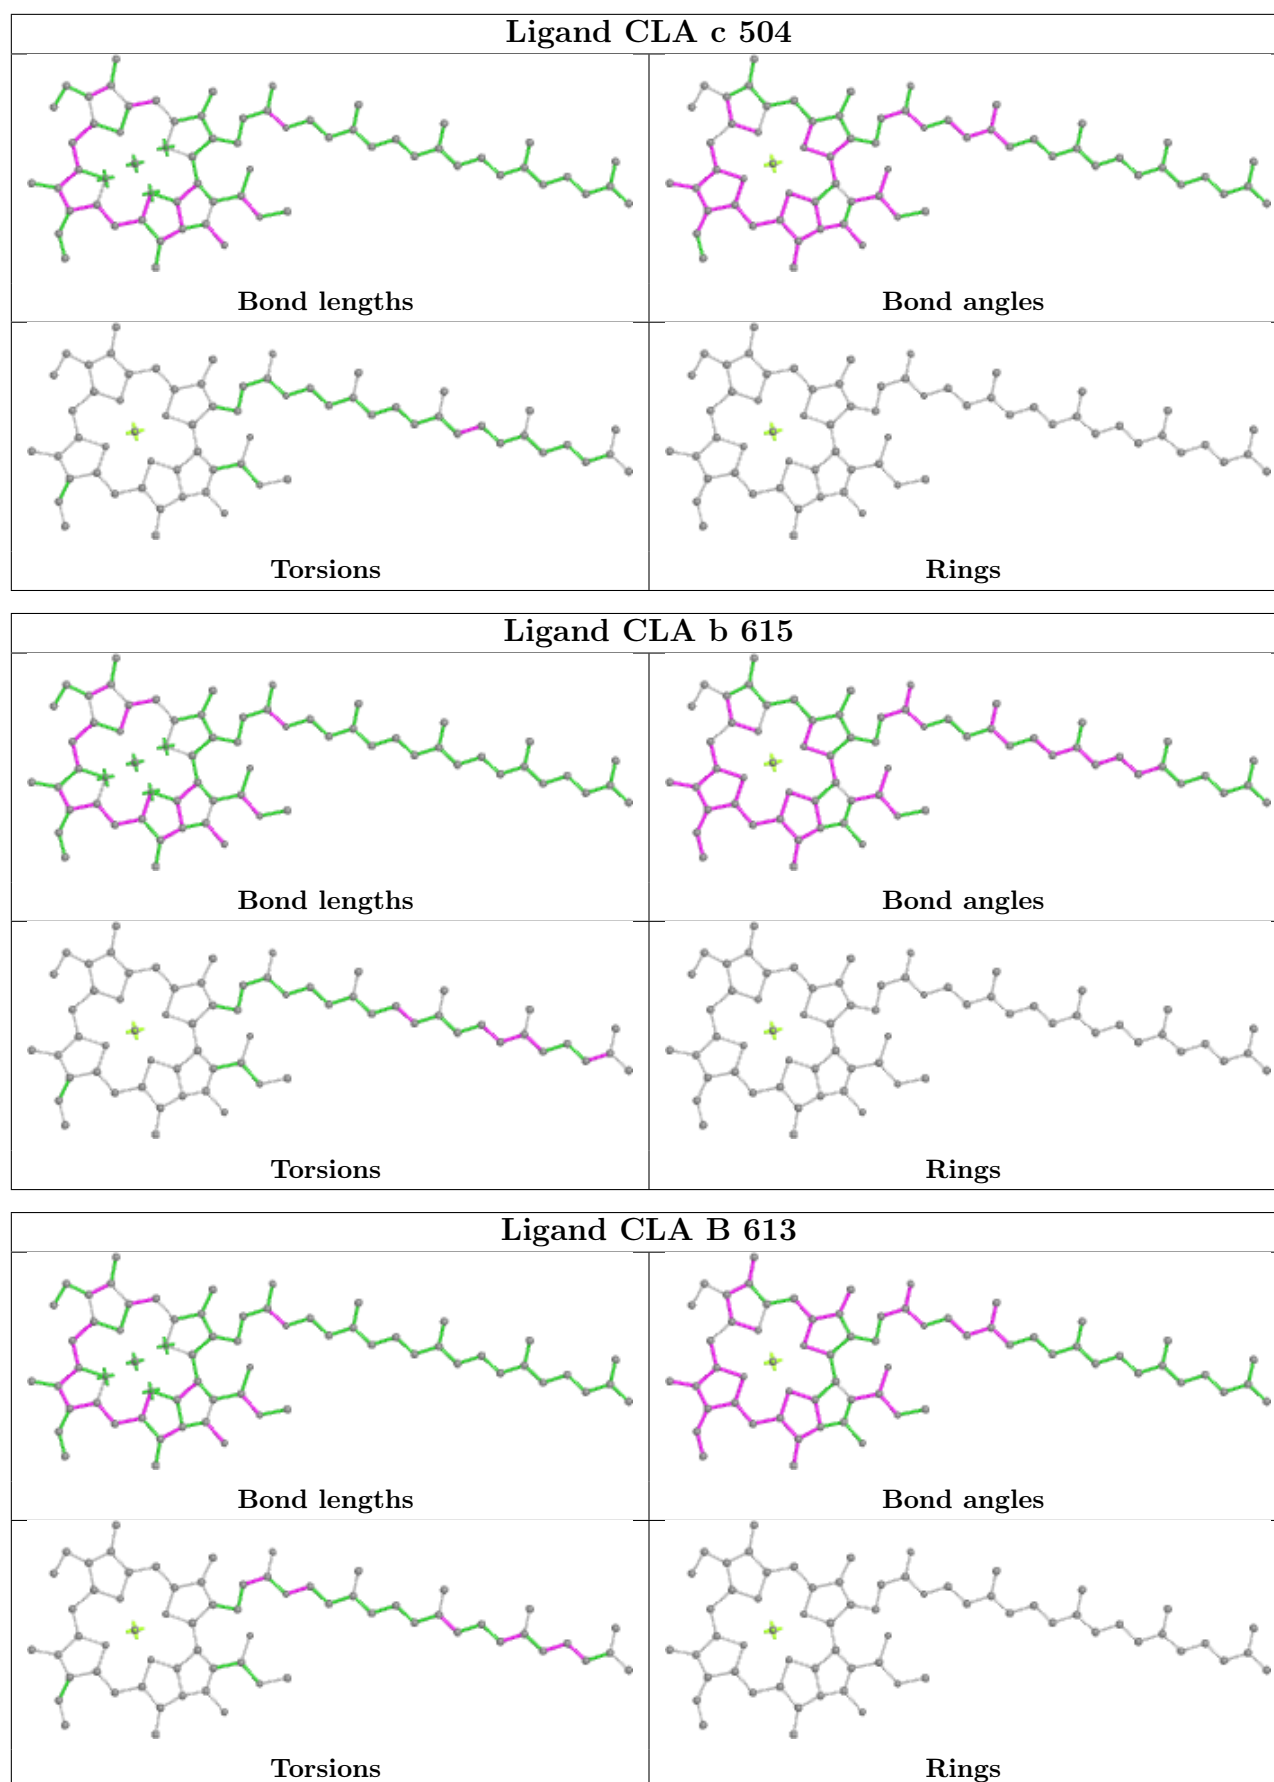 Ligand CLA c 504
Bond lengths
Bond angles
Torsions
Rings
Ligand CLA b 615
Bond lengths
Bond angles
Torsions
Rings
Ligand CLA B 613
Bond lengths
Bond angles
Torsions
Rings